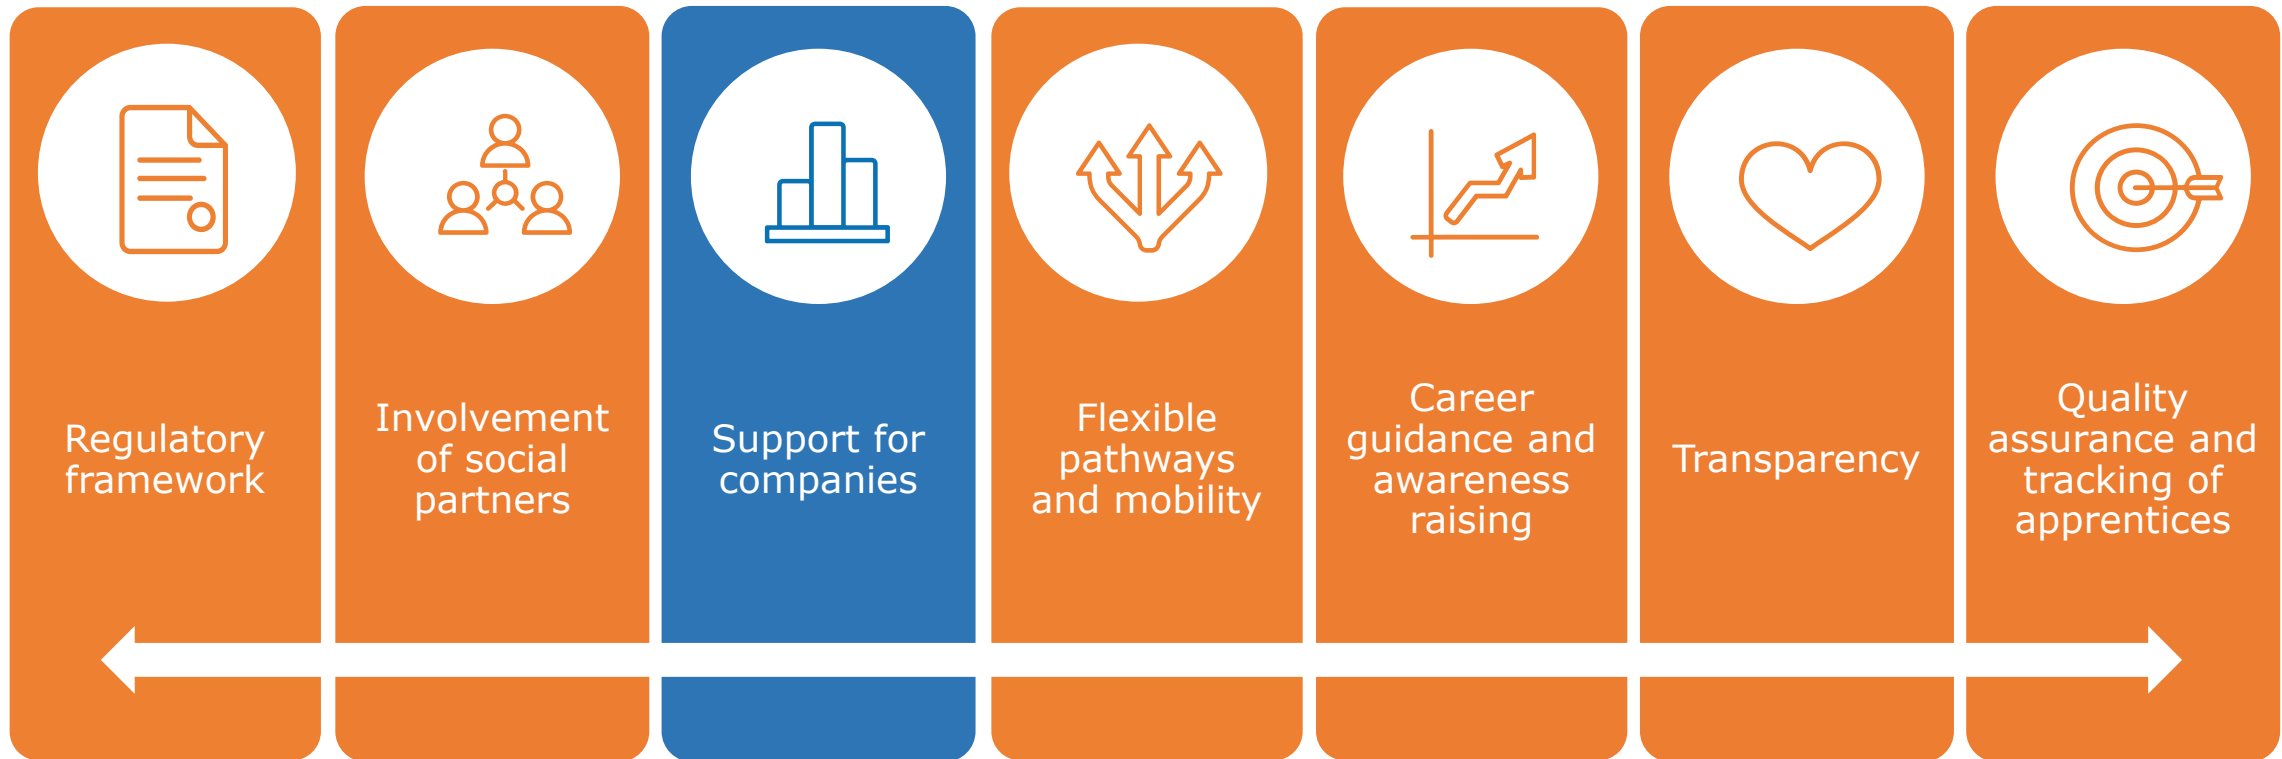 Regulatory
framework
Involvement
of social
partners
Support for
companies
Flexible
pathways
and mobility
Career
guidance and
awareness
raising
Transparency
Quality
assurance and
tracking of
apprentices